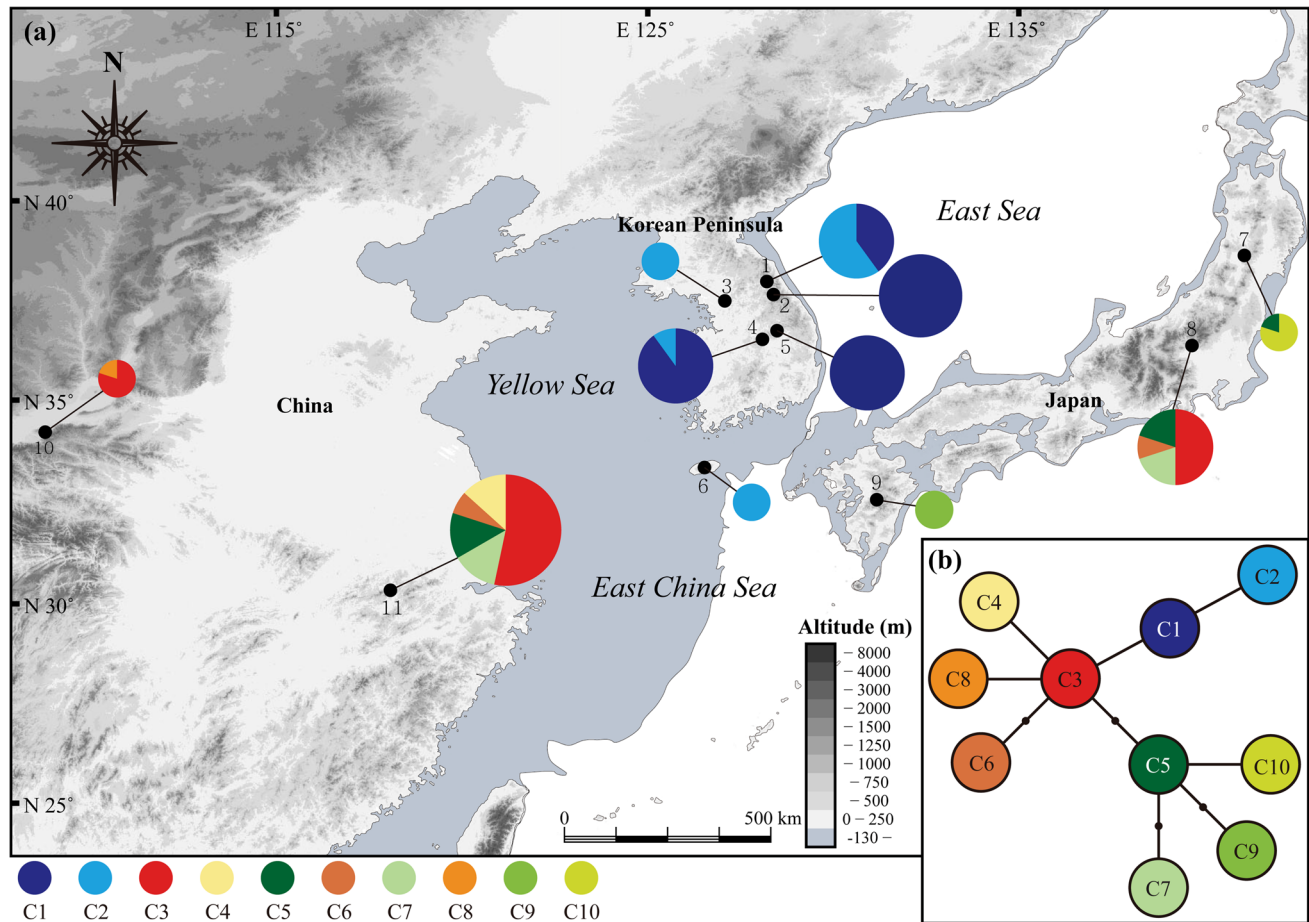 (a)
E 115
E 125
E 135
N
N 40°
N 35°
N 30°
N 25°
Korean Peninsula
East Sea
Yellow Sea
China
Japan
East China Sea
1
2
3
4
5
6
7
8
9
10
11
Altitude (m)
– 8000
– 4000
– 3000
– 2000
– 1500
– 1250
– 1000
– 750
– 500
0 – 250
-130 –
0 500 km
(b)
C2
C4
C1
C8
C3
C6
C5
C10
C9
C7
C1 C2 C3 C4 C5 C6 C7 C8 C9 C10